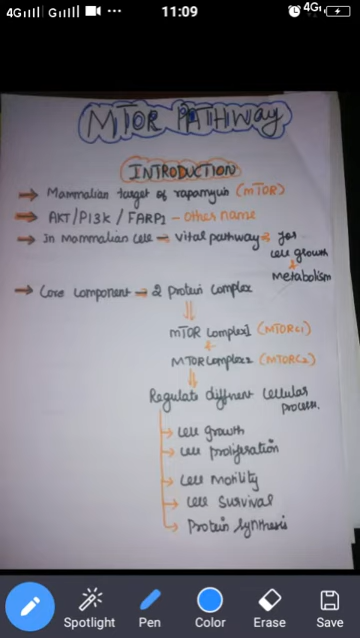 4G G ... 11:09 4G
MTOR PATHWAY
INTRODUCTION
→ Mammalian target of rapamycin (mTOR)
→ AKT/PI3K / FARP1 - other name
→ In mammalian cell → vital pathway for
cell growth
+
metabolism
→ Core component → 2 protein complex
⇓
mTOR complex1 (MTORC1)
+
MTOR complex2 (MTORC2)
⇓
Regulate different cellular
process.
→ cell growth
→ cell proliferation
→ cell Motility
→ cell Survival
→ Protein Synthesis
Spotlight Pen Color Erase Save